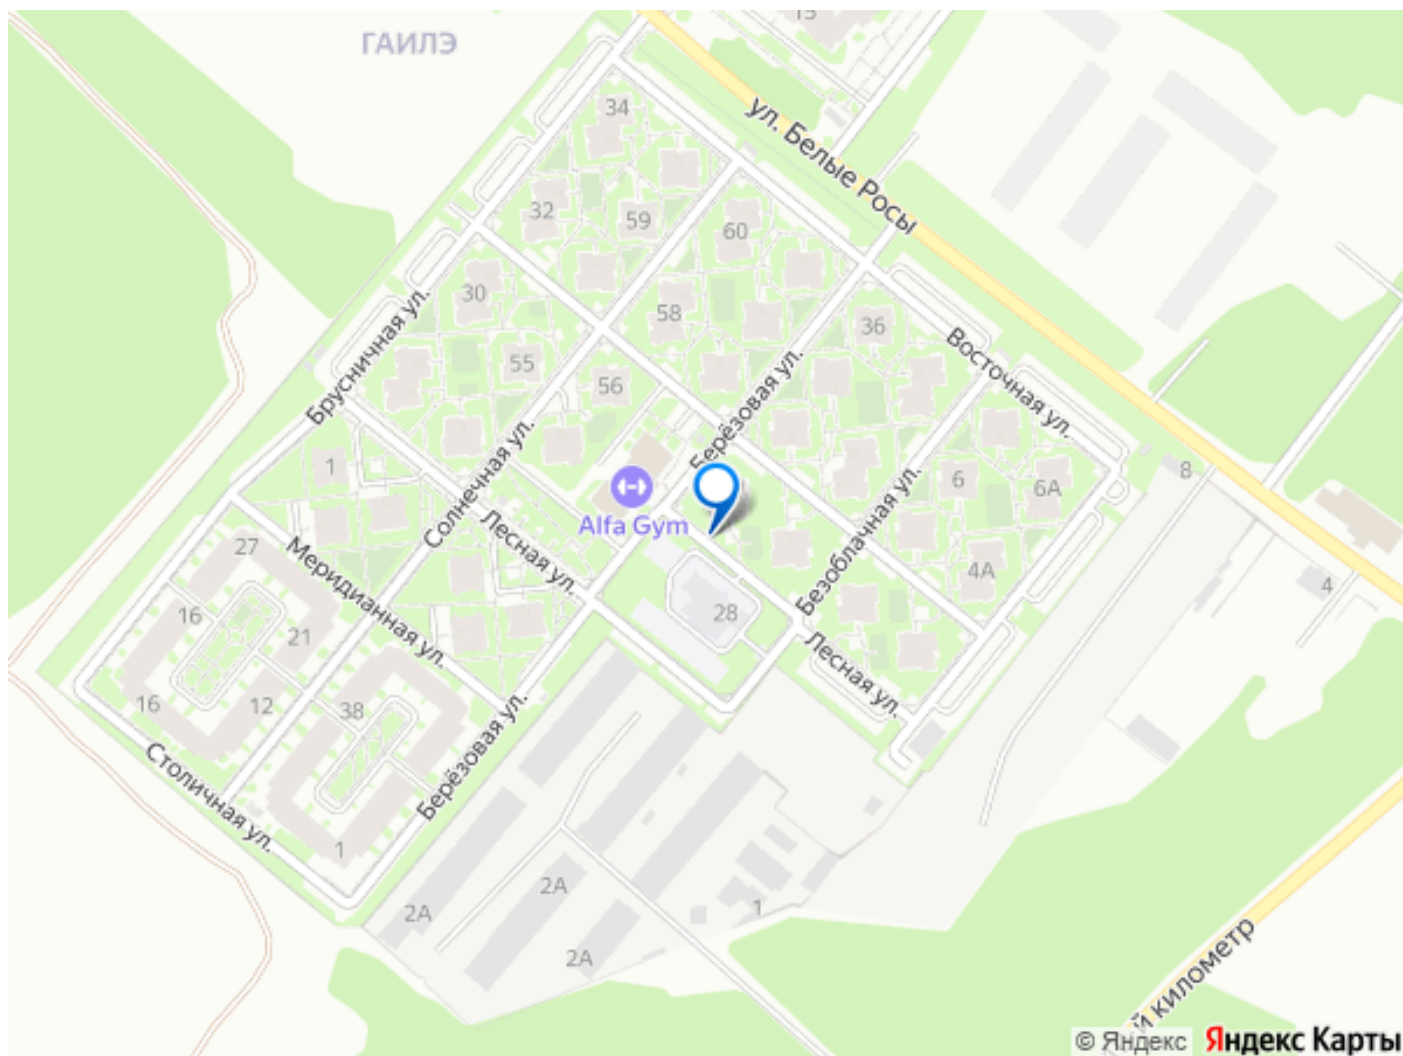 15
ГАИЛЭ
34
ул. Белые Росы
32
59
60
30
58
36
Брусничная ул.
55
56
Берёзовая ул.
Восточная ул.
1
Солнечная ул.
Alfa Gym
Безоблачная ул.
6
6А
8
27
Меридианная ул.
Лесная ул.
4А
4
16
21
28
Лесная ул.
16
12
38
Столичная ул.
Берёзовая ул.
1
2А
2А
1
2А
й километр
© Яндекс Яндекс Карты